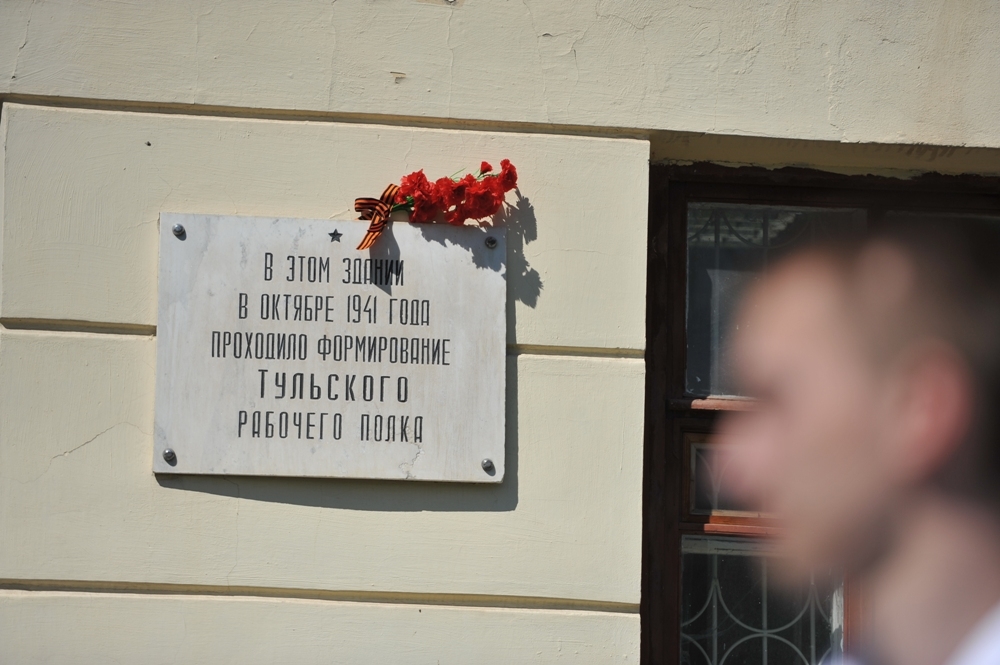 В ЭТОМ ЗДАНИИ
В ОКТЯБРЕ 1941 ГОДА
ПРОХОДИЛО ФОРМИРОВАНИЕ
ТУЛЬСКОГО
РАБОЧЕГО ПОЛКА